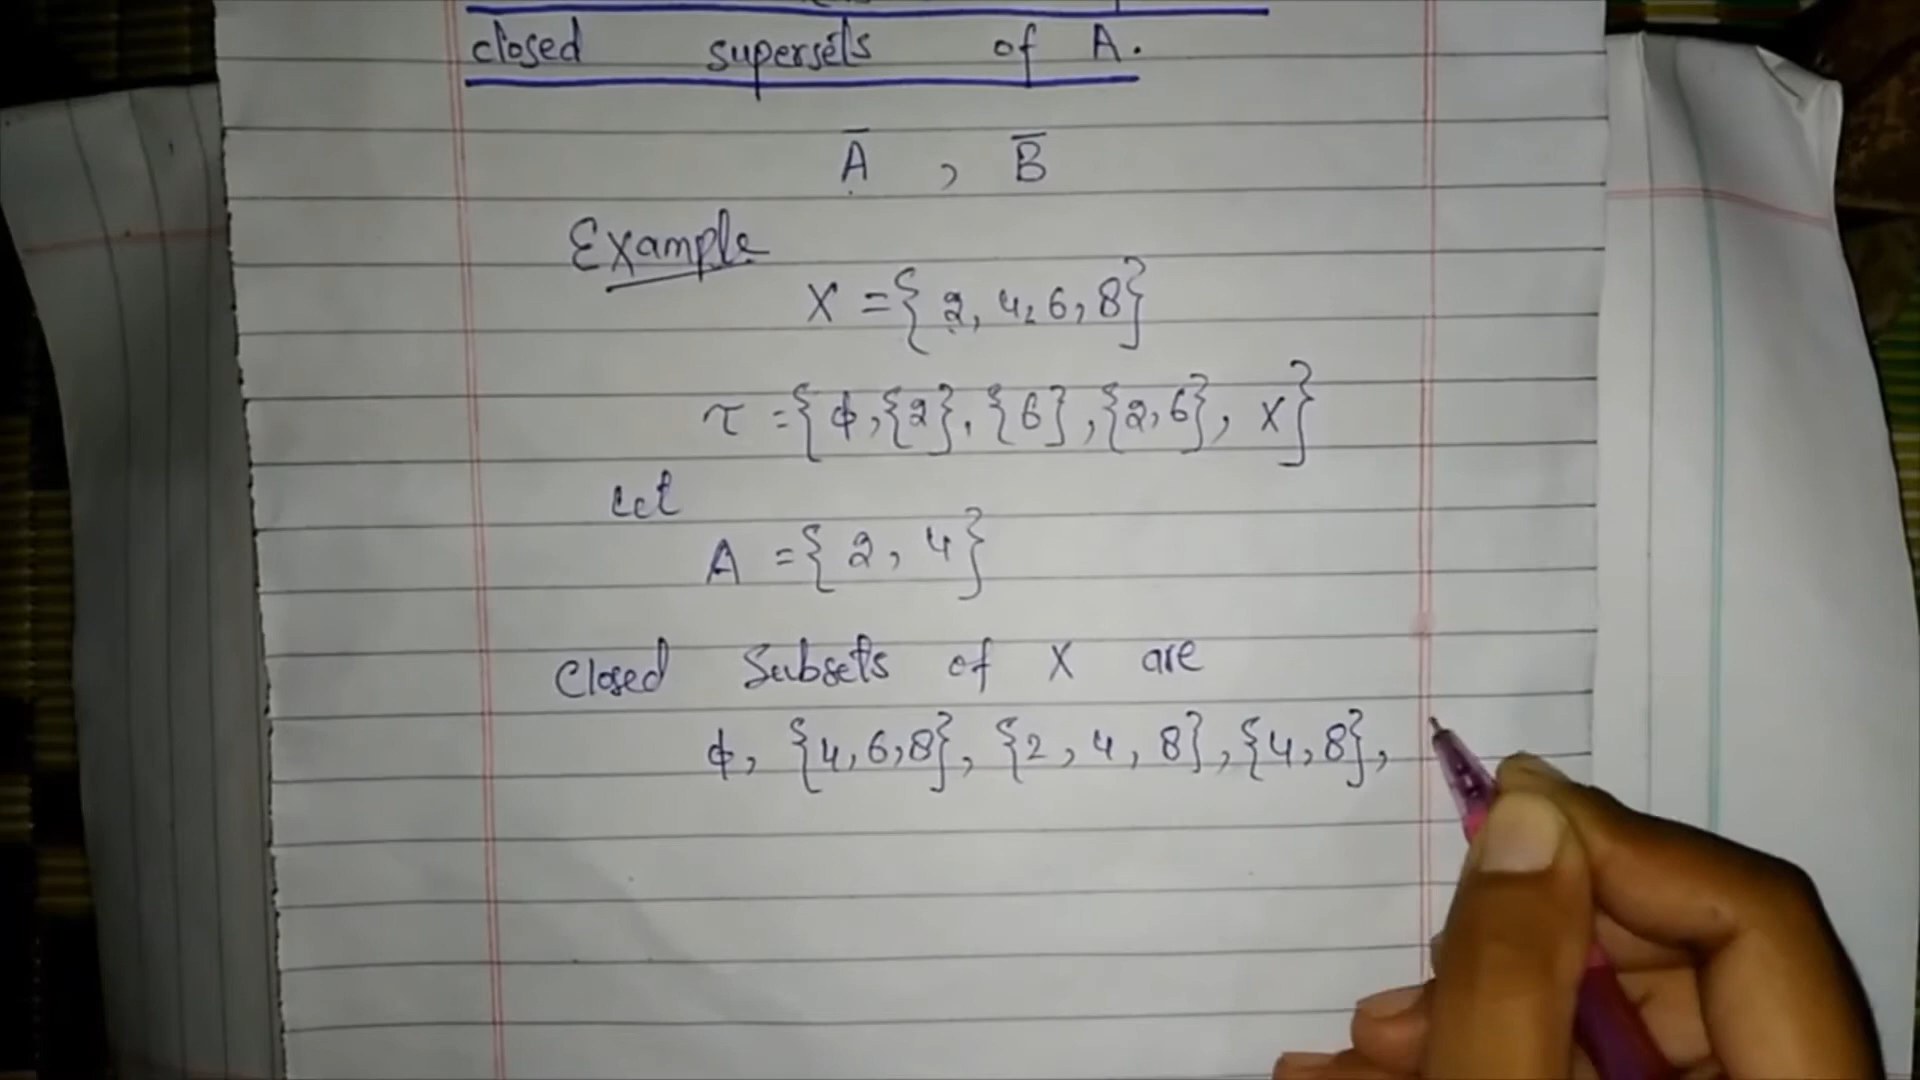 closed supersets of A.
A̅ , B̅
Example
X = { 2, 4, 6, 8}
τ = {ϕ, {2}, {6}, {2,6}, X}
Let
A = { 2, 4}
Closed Subsets of X are
ϕ, {4,6,8}, {2, 4, 8}, {4,8},